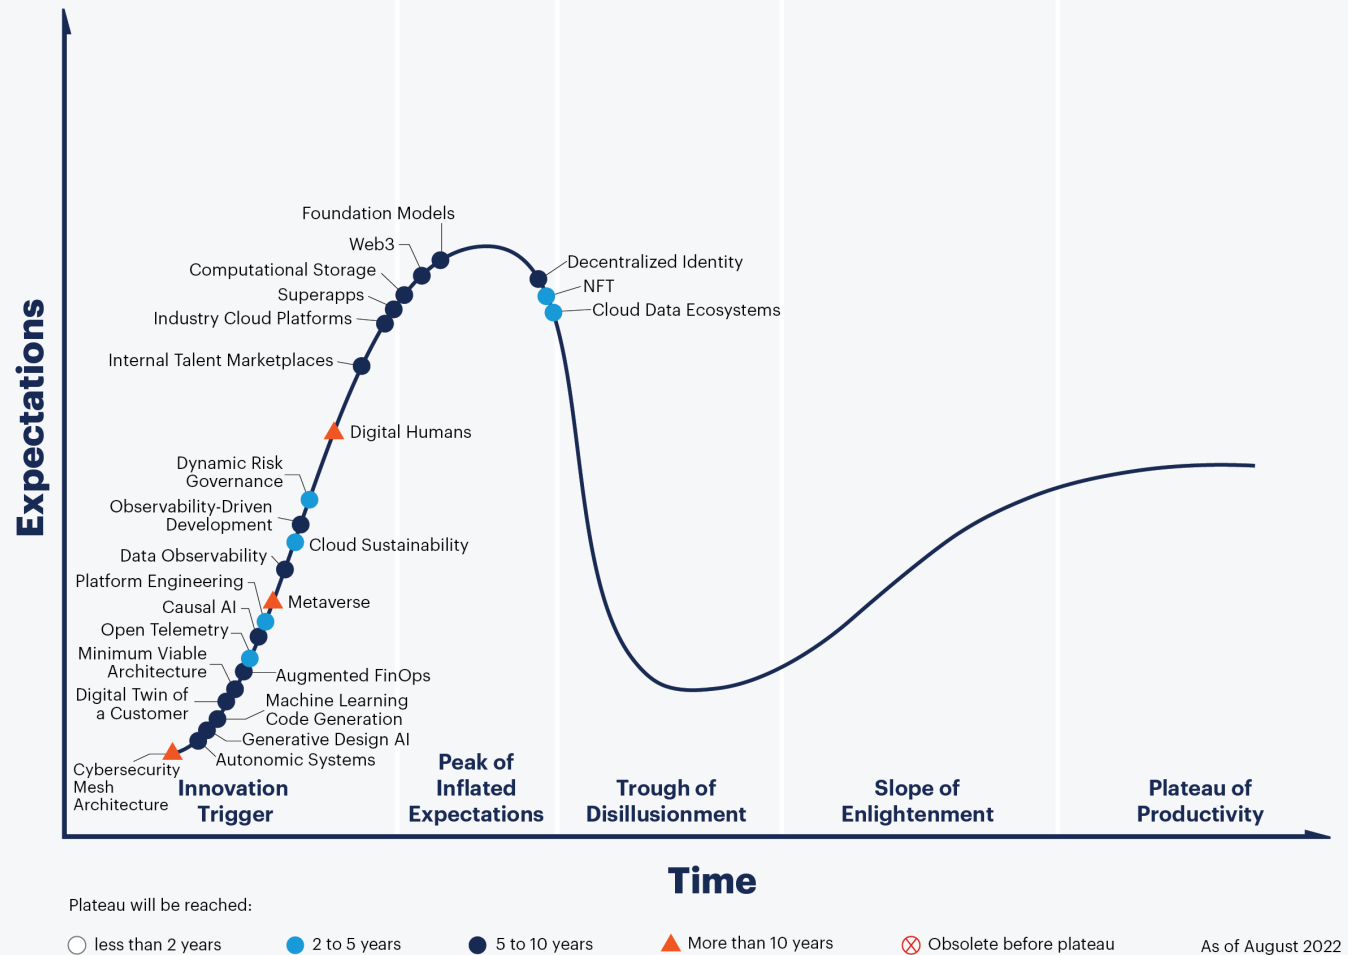 Foundation Models
Web3
Computational Storage
Superapps
Industry Cloud Platforms
Internal Talent Marketplaces
Decentralized Identity
NFT
Cloud Data Ecosystems
Digital Humans
Dynamic Risk
Governance
Observability-Driven
Development
Cloud Sustainability
Data Observability
Platform Engineering
Metaverse
Causal AI
Open Telemetry
Minimum Viable
Architecture
Augmented FinOps
Digital Twin of
a Customer
Machine Learning
Code Generation
Generative Design AI
Autonomic Systems
Cybersecurity
Mesh
Architecture
Expectations
Innovation
Trigger
Peak of
Inflated
Expectations
Trough of
Disillusionment
Slope of
Enlightenment
Plateau of
Productivity
Time
Plateau will be reached:
less than 2 years
2 to 5 years
5 to 10 years
More than 10 years
Obsolete before plateau
As of August 2022